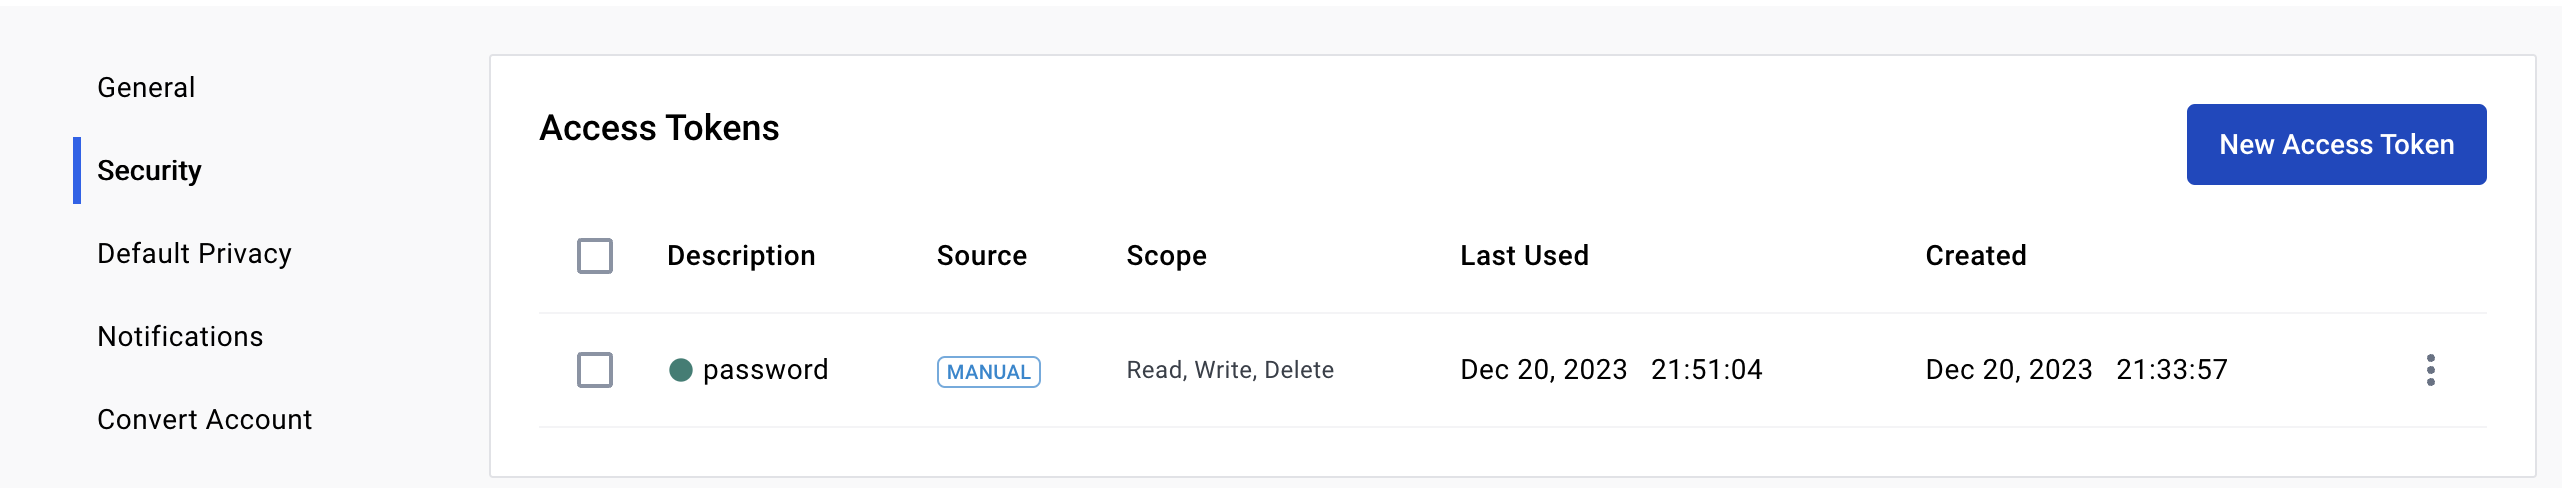 General
Security
Default Privacy
Notifications
Convert Account
Access Tokens
New Access Token
Description Source Scope Last Used Created
password MANUAL Read, Write, Delete Dec 20, 2023 21:51:04 Dec 20, 2023 21:33:57